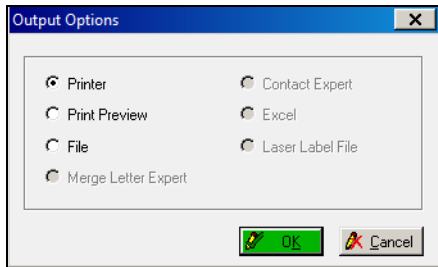 Output Options
Printer
Contact Expert
Print Preview
Excel
File
Laser Label File
Merge Letter Expert
OK
Cancel